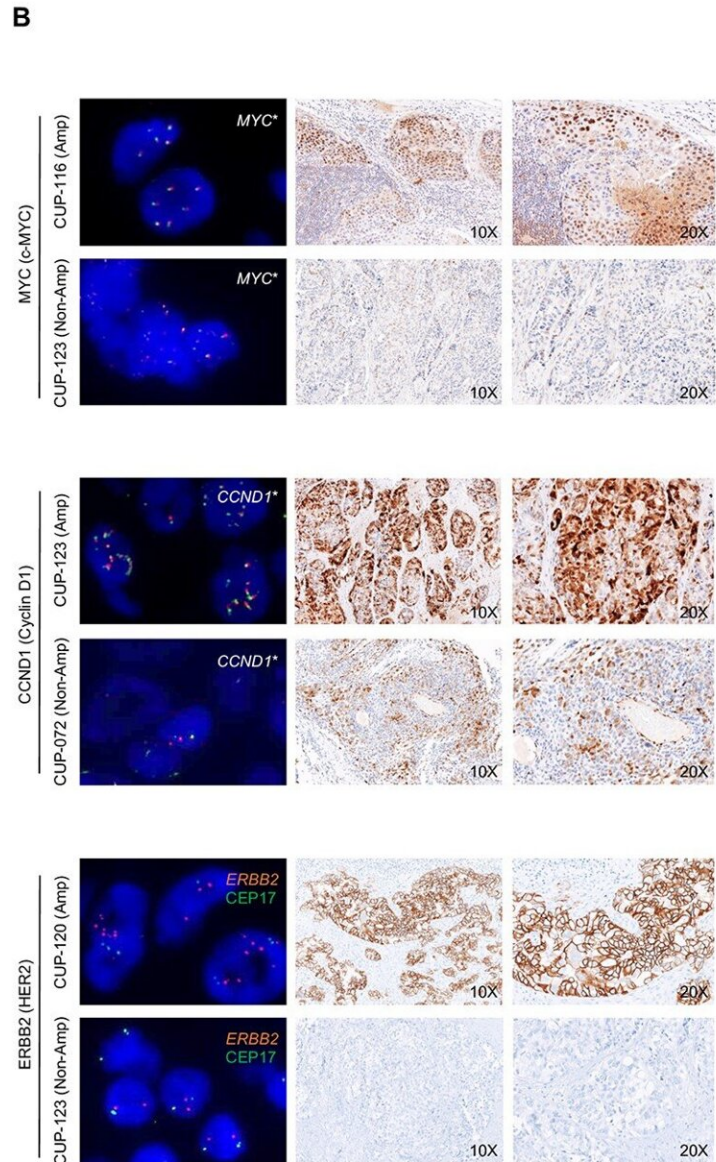 B
MYC (c-MYC)
CUP-116 (Amp)
MYC*
10X
20X
CUP-123 (Non-Amp)
MYC*
10X
20X
CCND1 (Cyclin D1)
CUP-123 (Amp)
CCND1*
10X
20X
CUP-072 (Non-Amp)
CCND1*
10X
20X
ERBB2 (HER2)
CUP-120 (Amp)
ERBB2
CEP17
10X
20X
CUP-123 (Non-Amp)
ERBB2
CEP17
10X
20X